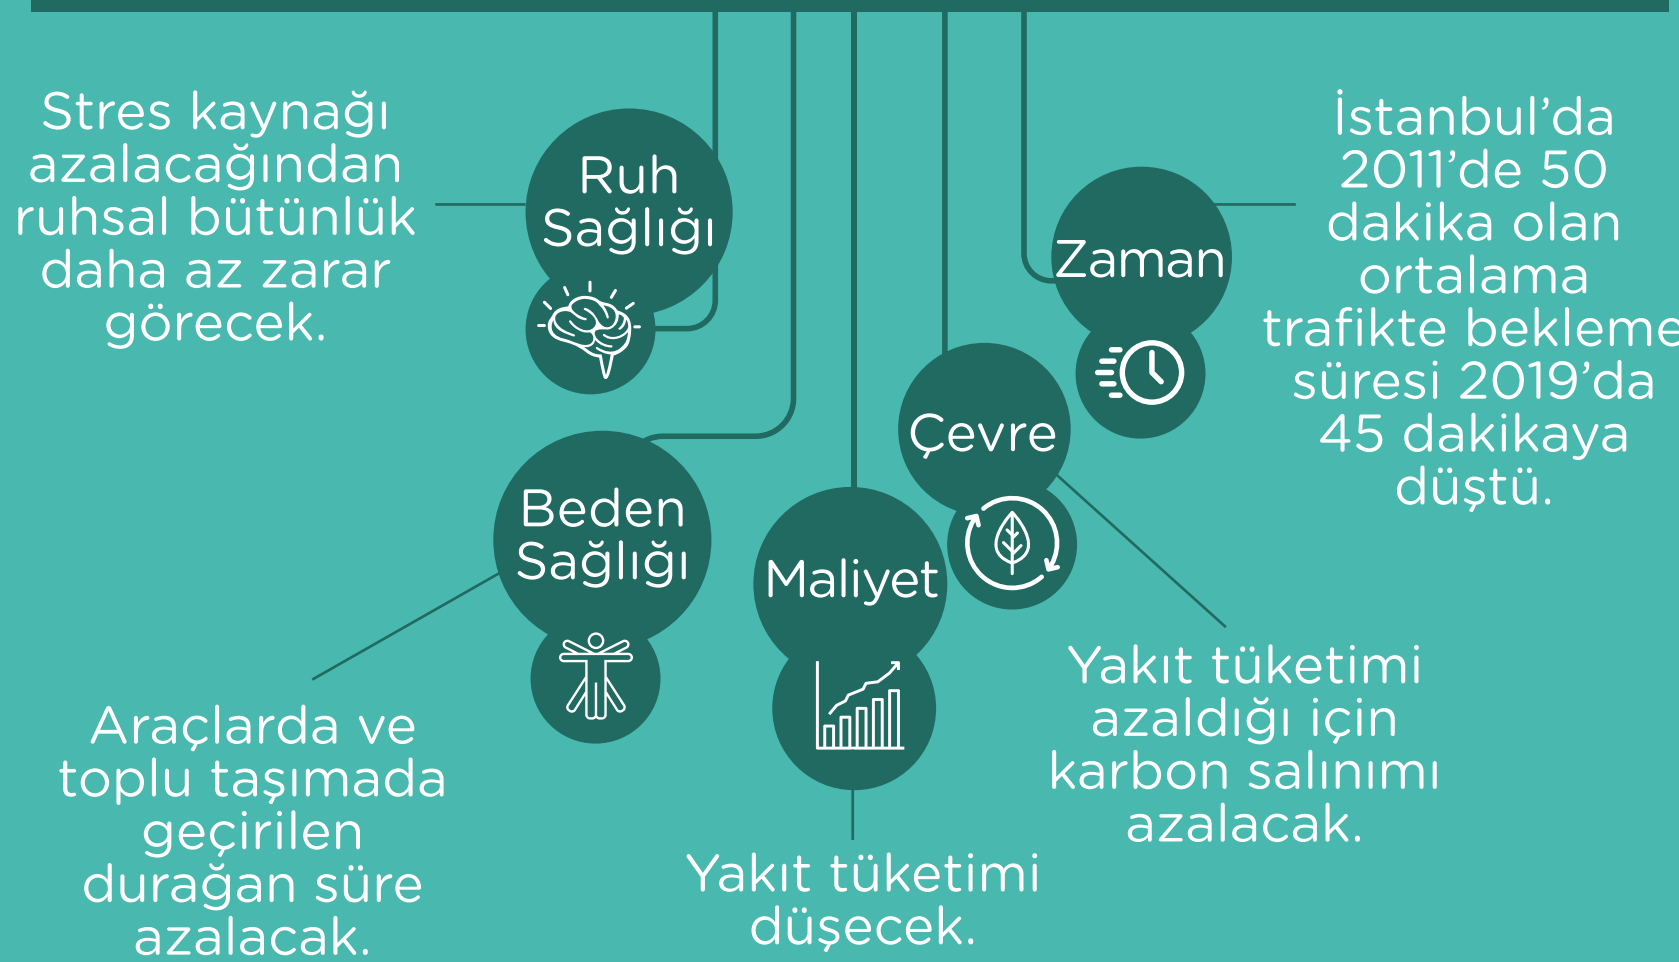 Stres kaynağı
azalacağından
ruhsal bütünlük
daha az zarar
görecek.
Ruh
Sağlığı
Zaman
İstanbul’da
2011’de 50
dakika olan
ortalama
trafikte bekleme
süresi 2019’da
45 dakikaya
düştü.
Beden
Sağlığı
Araçlarda ve
toplu taşımada
geçirilen
durağan süre
azalacak.
Maliyet
Yakıt tüketimi
düşecek.
Çevre
Yakıt tüketimi
azaldığı için
karbon salınımı
azalacak.